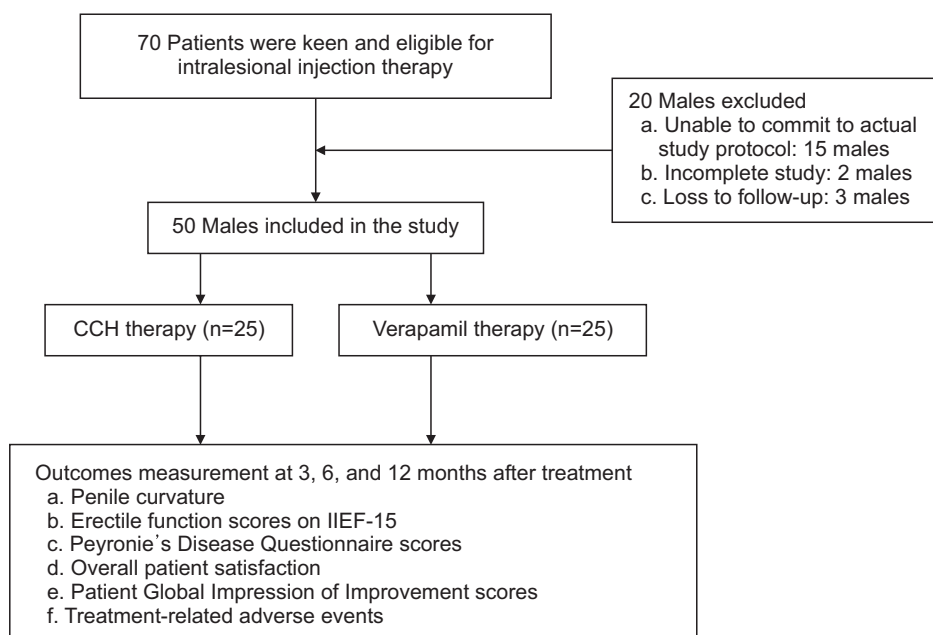 70 Patients were keen and eligible for
intralesional injection therapy
20 Males excluded
a. Unable to commit to actual
study protocol: 15 males
b. Incomplete study: 2 males
c. Loss to follow-up: 3 males
50 Males included in the study
CCH therapy (n=25)
Verapamil therapy (n=25)
Outcomes measurement at 3, 6, and 12 months after treatment
a. Penile curvature
b. Erectile function scores on IIEF-15
c. Peyronie's Disease Questionnaire scores
d. Overall patient satisfaction
e. Patient Global Impression of Improvement scores
f. Treatment-related adverse events